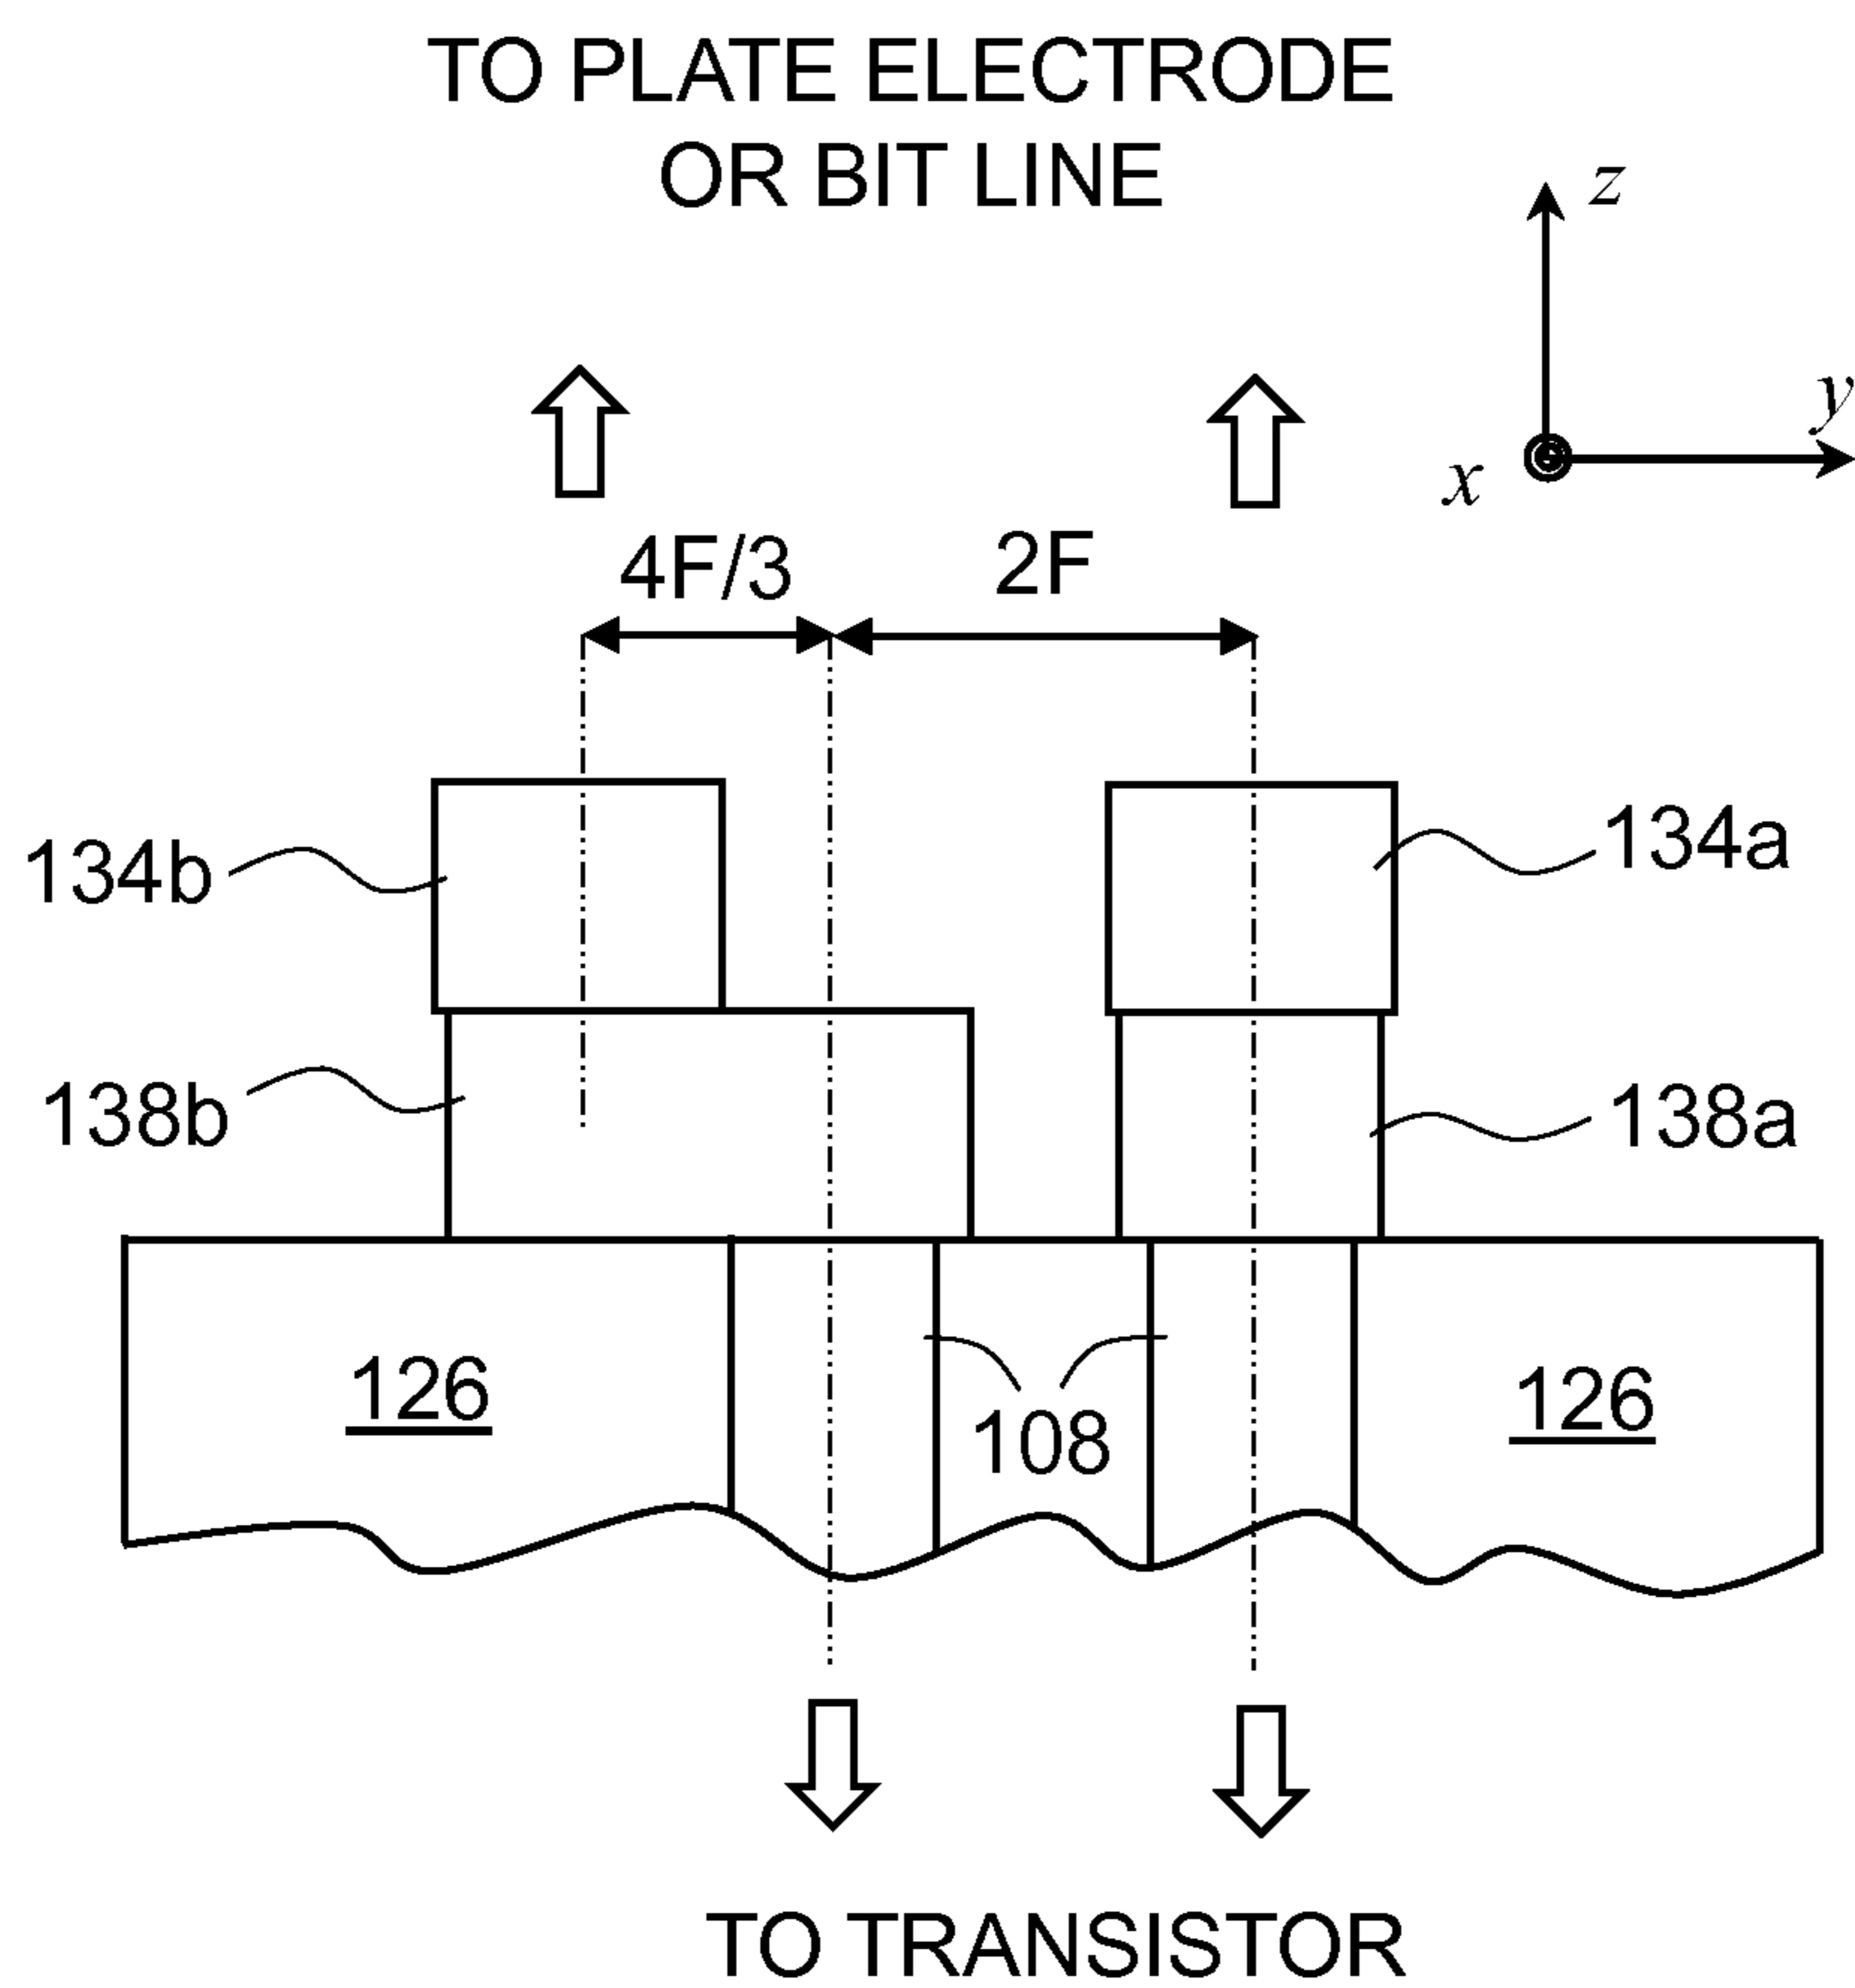 TO PLATE ELECTRODE
OR BIT LINE
z
y
x
4F/3
2F
134b
134a
138b
138a
126
108
126
TO TRANSISTOR